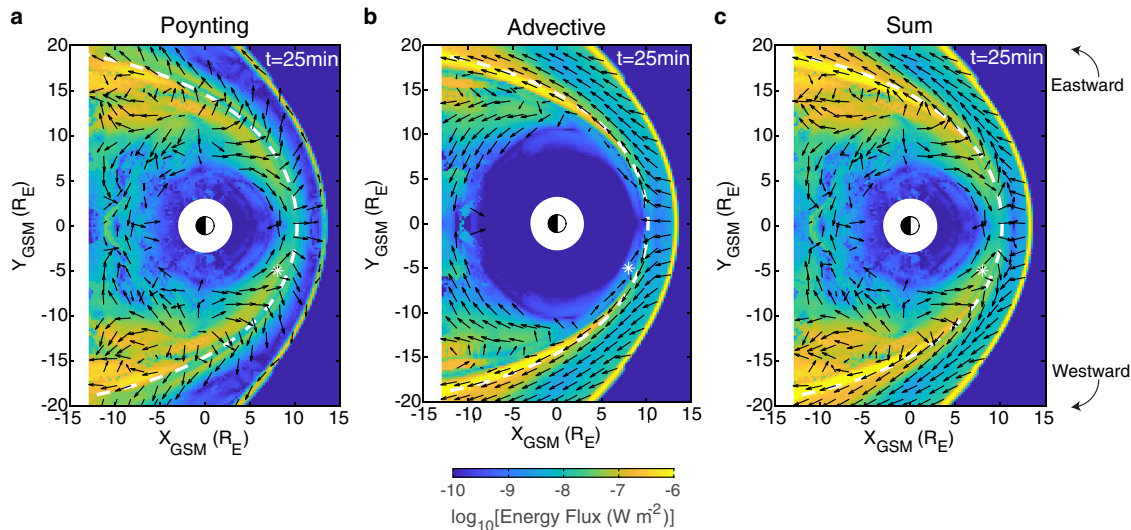 a Poynting b Advective c Sum
t=25min t=25min t=25min
20 20 20
15 15 15
10 10 10
5 5 5
0 0 0
-5 -5 -5
-10 -10 -10
-15 -15 -15
-20 -20 -20
Y_GSM (R_E) Y_GSM (R_E) Y_GSM (R_E)
-15 -10 -5 0 5 10 15 -15 -10 -5 0 5 10 15 -15 -10 -5 0 5 10 15
X_GSM (R_E) X_GSM (R_E) X_GSM (R_E)
Eastward
Westward
-10 -9 -8 -7 -6
log₁₀[Energy Flux (W m⁻²)]